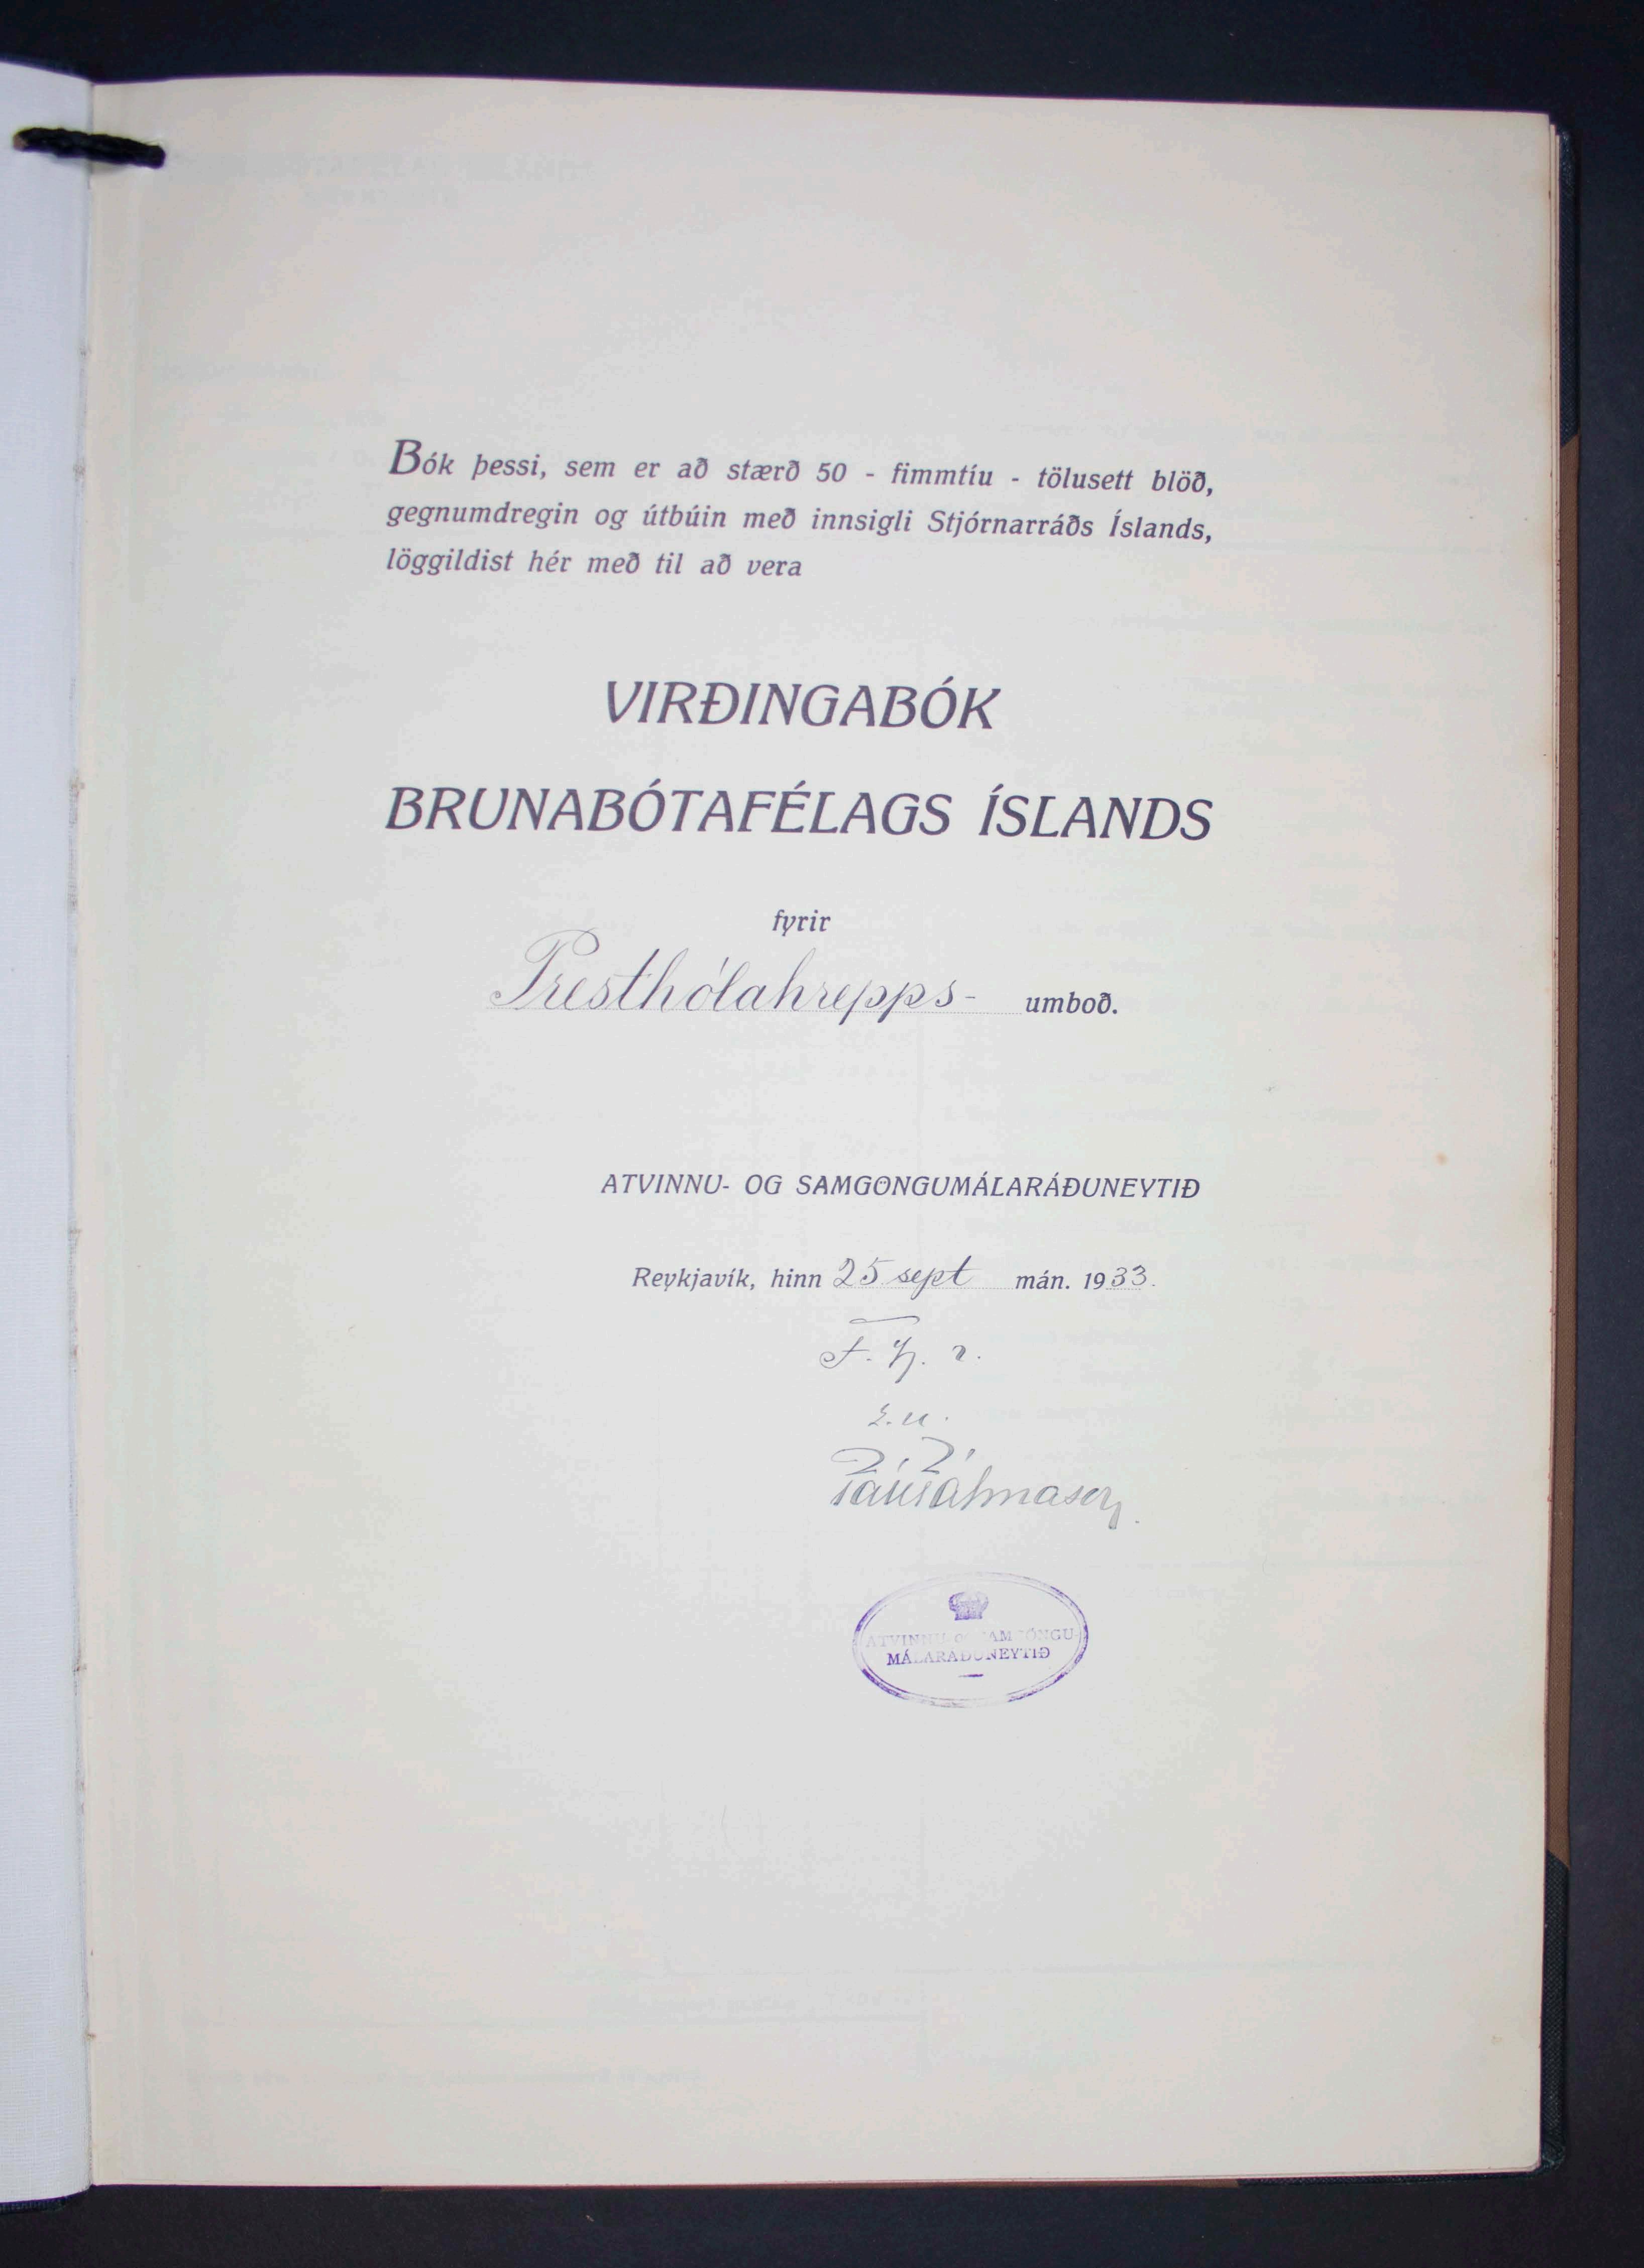 Bók þessi, sem er að stærð 50 - fimmtíu - tölusett blöð,
gegnumdregin og útbúin með innsigli Stjórnarráðs Íslands,
löggildist hér með til að vera
VIRÐINGABÓK
BRUNABÓTAFÉLAGS ÍSLANDS
fyrir
Presthólahrepps- umboð.
ATVINNU- OG SAMGÖNGUMÁLARÁÐUNEYTIÐ
Reykjavík, hinn 25 sept mán. 1933.
F. h. r.
e.u.
Páll Pálmason
ATVINNU- OG SAMGÖNGU-
MÁLARÁÐUNEYTIÐ